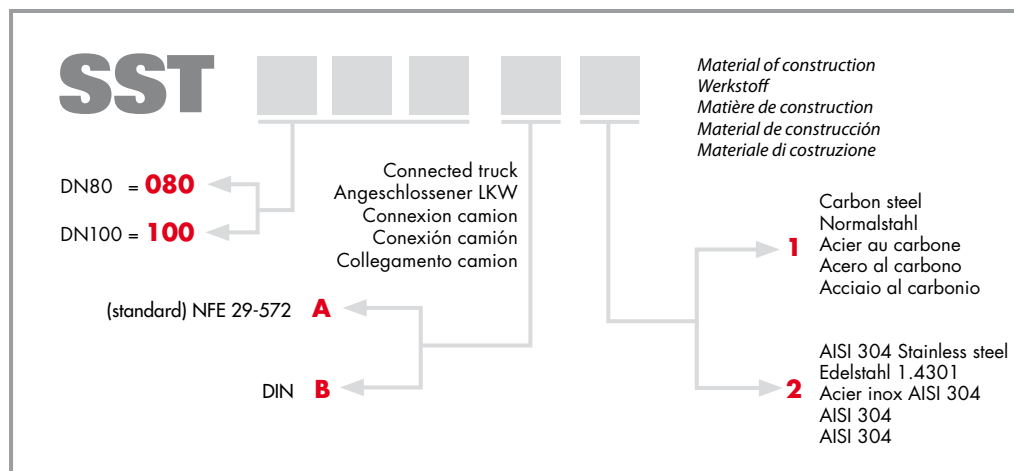 SST
Material of construction
Werkstoff
Matière de construction
Material de construcción
Materiale di costruzione
DN80 = 080
DN100 = 100
Connected truck
Angeschlossener LKW
Connexion camion
Conexión camión
Collegamento camion
(standard) NFE 29-572 A
DIN B
1
Carbon steel
Normalstahl
Acier au carbone
Acero al carbono
Acciaio al carbonio
2
AISI 304 Stainless steel
Edelstahl 1.4301
Acier inox AISI 304
AISI 304
AISI 304